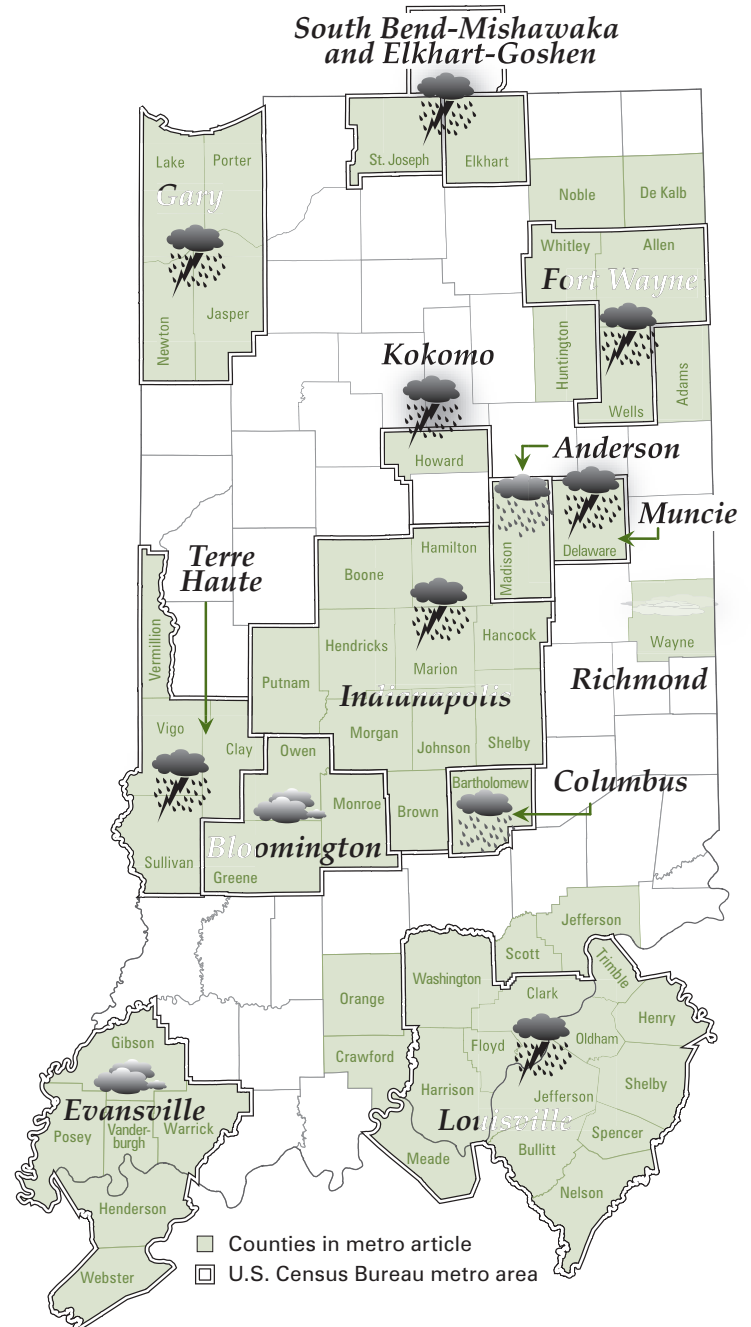 South Bend-Mishawaka
and Elkhart-Goshen
St. Joseph
Elkhart
Lake
Porter
Gary
Newton
Jasper
Noble
De Kalb
Whitley
Allen
Fort Wayne
Huntington
Wells
Adams
Kokomo
Howard
Anderson
Madison
Muncie
Delaware
Terre
Haute
Vermillion
Vigo
Clay
Sullivan
Boone
Hamilton
Hendricks
Marion
Hancock
Putnam
Indianapolis
Morgan
Johnson
Shelby
Brown
Wayne
Richmond
Bartholomew
Columbus
Owen
Monroe
Bloomington
Greene
Jefferson
Scott
Washington
Clark
Trimble
Henry
Orange
Crawford
Floyd
Oldham
Harrison
Jefferson
Shelby
Louisville
Spencer
Meade
Bullitt
Nelson
Gibson
Evansville
Posey
Vander-
burgh
Warrick
Henderson
Webster
Counties in metro article
U.S. Census Bureau metro area